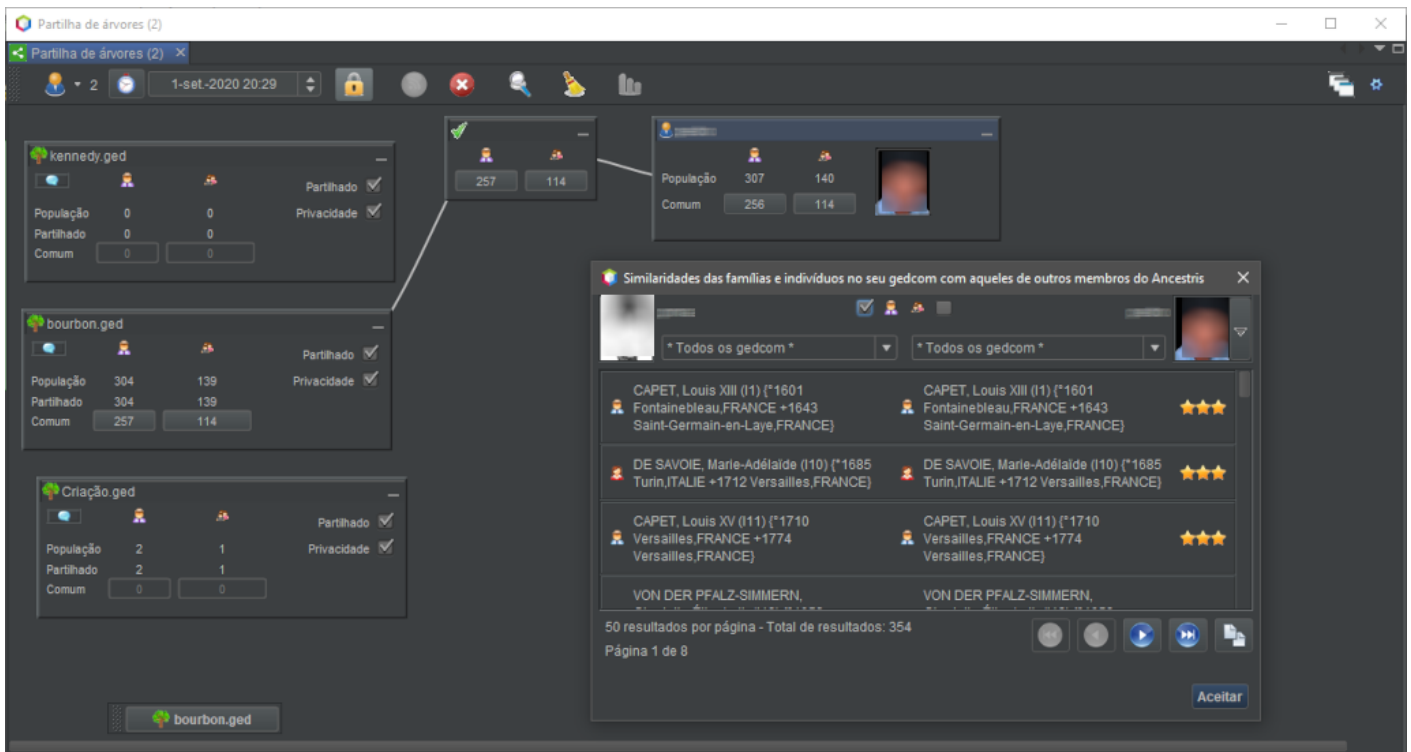 Partilha de árvores (2)
Partilha de árvores (2)
2
1-set.-2020 20:29
kennedy.ged
Partilhado
População 0 0
Privacidade
Partilhado 0 0
Comum 0 0
257 114
População 307 140
Comum 256 114
bourbon.ged
Partilhado
População 304 139
Privacidade
Partilhado 304 139
Comum 257 114
Criação.ged
Partilhado
População 2 1
Privacidade
Partilhado 2 1
Comum 0 0
bourbon.ged
Similaridades das famílias e indivíduos no seu gedcom com aqueles de outros membros do Ancestris
* Todos os gedcom *
* Todos os gedcom *
CAPET, Louis XIII (I1) {°1601
Fontainebleau,FRANCE +1643
Saint-Germain-en-Laye,FRANCE}
CAPET, Louis XIII (I1) {°1601
Fontainebleau,FRANCE +1643
Saint-Germain-en-Laye,FRANCE}
DE SAVOIE, Marie-Adélaïde (I10) {°1685
Turin,ITALIE +1712 Versailles,FRANCE}
DE SAVOIE, Marie-Adélaïde (I10) {°1685
Turin,ITALIE +1712 Versailles,FRANCE}
CAPET, Louis XV (I11) {°1710
Versailles,FRANCE +1774
Versailles,FRANCE}
CAPET, Louis XV (I11) {°1710
Versailles,FRANCE +1774
Versailles,FRANCE}
VON DER PFALZ-SIMMERN,
VON DER PFALZ-SIMMERN,
50 resultados por página - Total de resultados: 354
Página 1 de 8
Aceitar